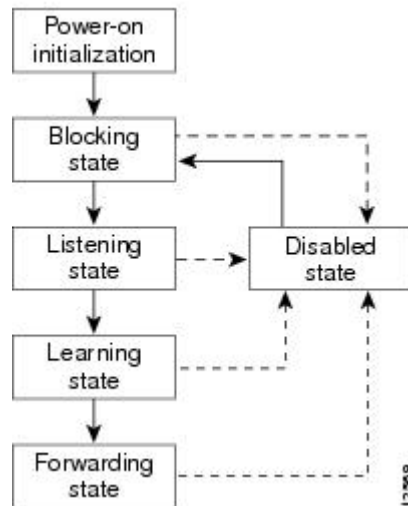 Power-on
initialization
Blocking
state
Listening
state
Disabled
state
Learning
state
Forwarding
state